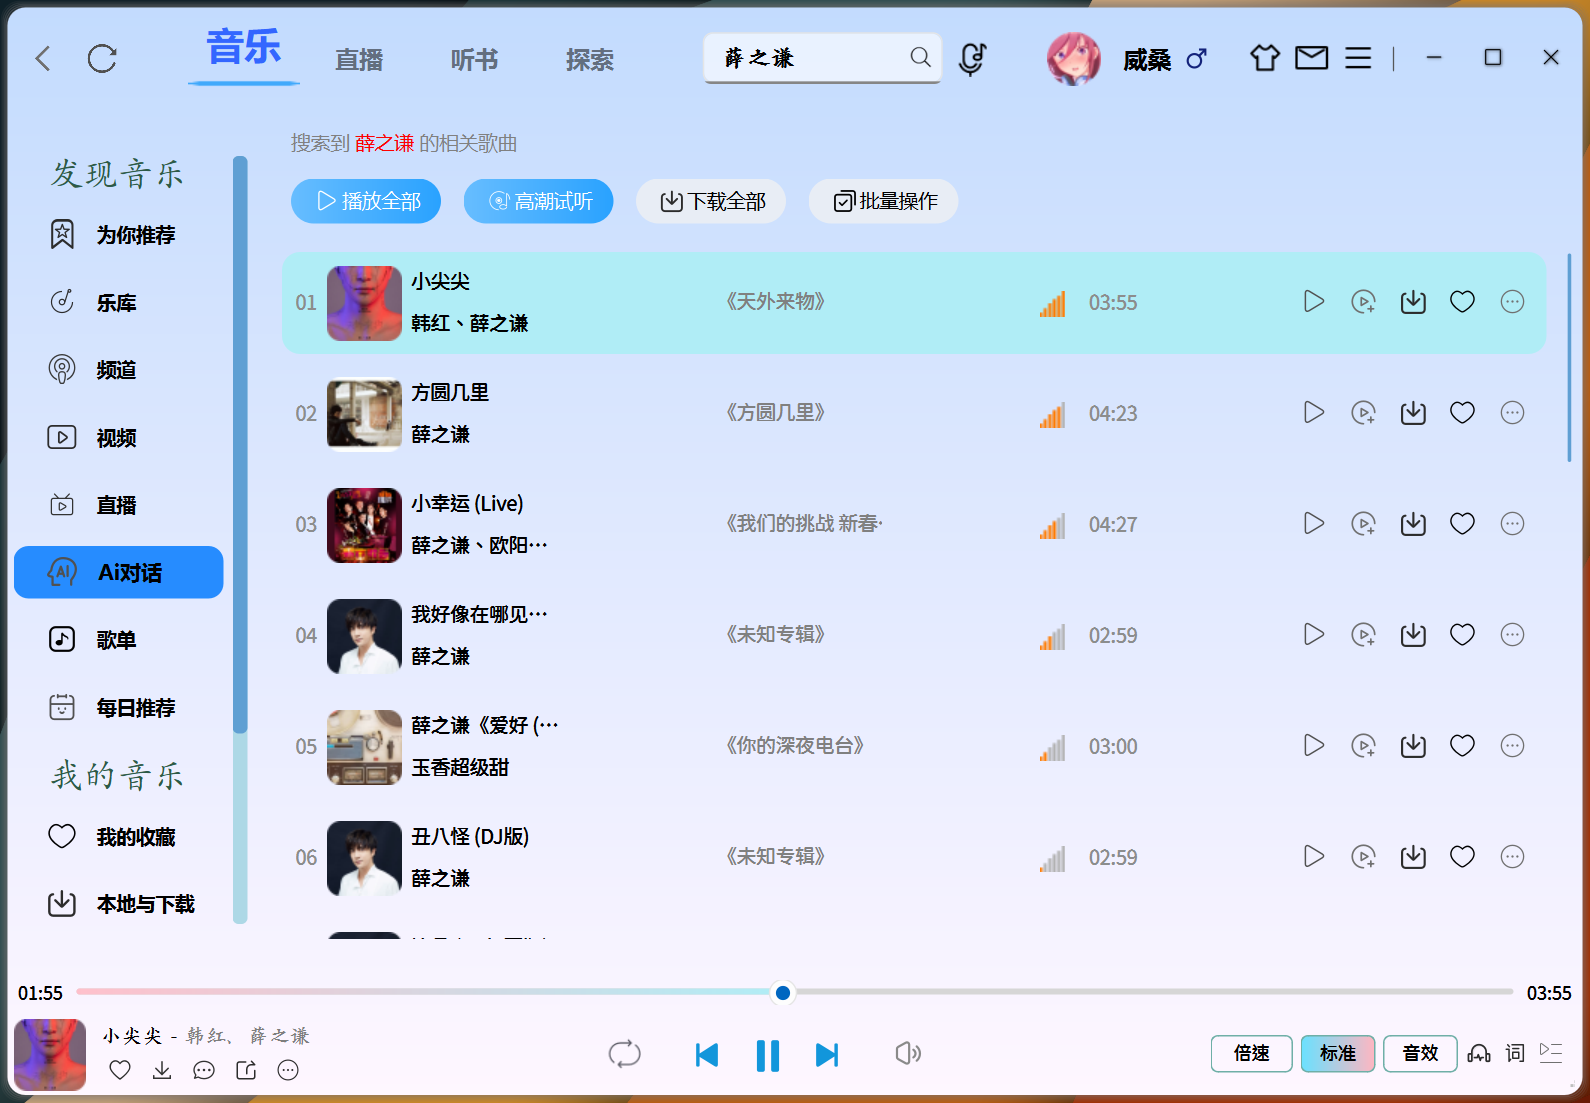 音乐
直播
听书
探索
薛之谦
威桑
搜索到 薛之谦 的相关歌曲
播放全部
高潮试听
下载全部
批量操作
发现音乐
为你推荐
乐库
频道
视频
直播
Ai对话
歌单
每日推荐
我的音乐
我的收藏
本地与下载
01
小尖尖
韩红、薛之谦
《天外来物》
03:55
02
方圆几里
薛之谦
《方圆几里》
04:23
03
小幸运 (Live)
薛之谦、欧阳…
《我们的挑战 新春·
04:27
04
我好像在哪见…
薛之谦
《未知专辑》
02:59
05
薛之谦《爱好 (…
玉香超级甜
《你的深夜电台》
03:00
06
丑八怪 (DJ版)
薛之谦
《未知专辑》
02:59
01:55
03:55
小尖尖 - 韩红、薛之谦
倍速
标准
音效
词